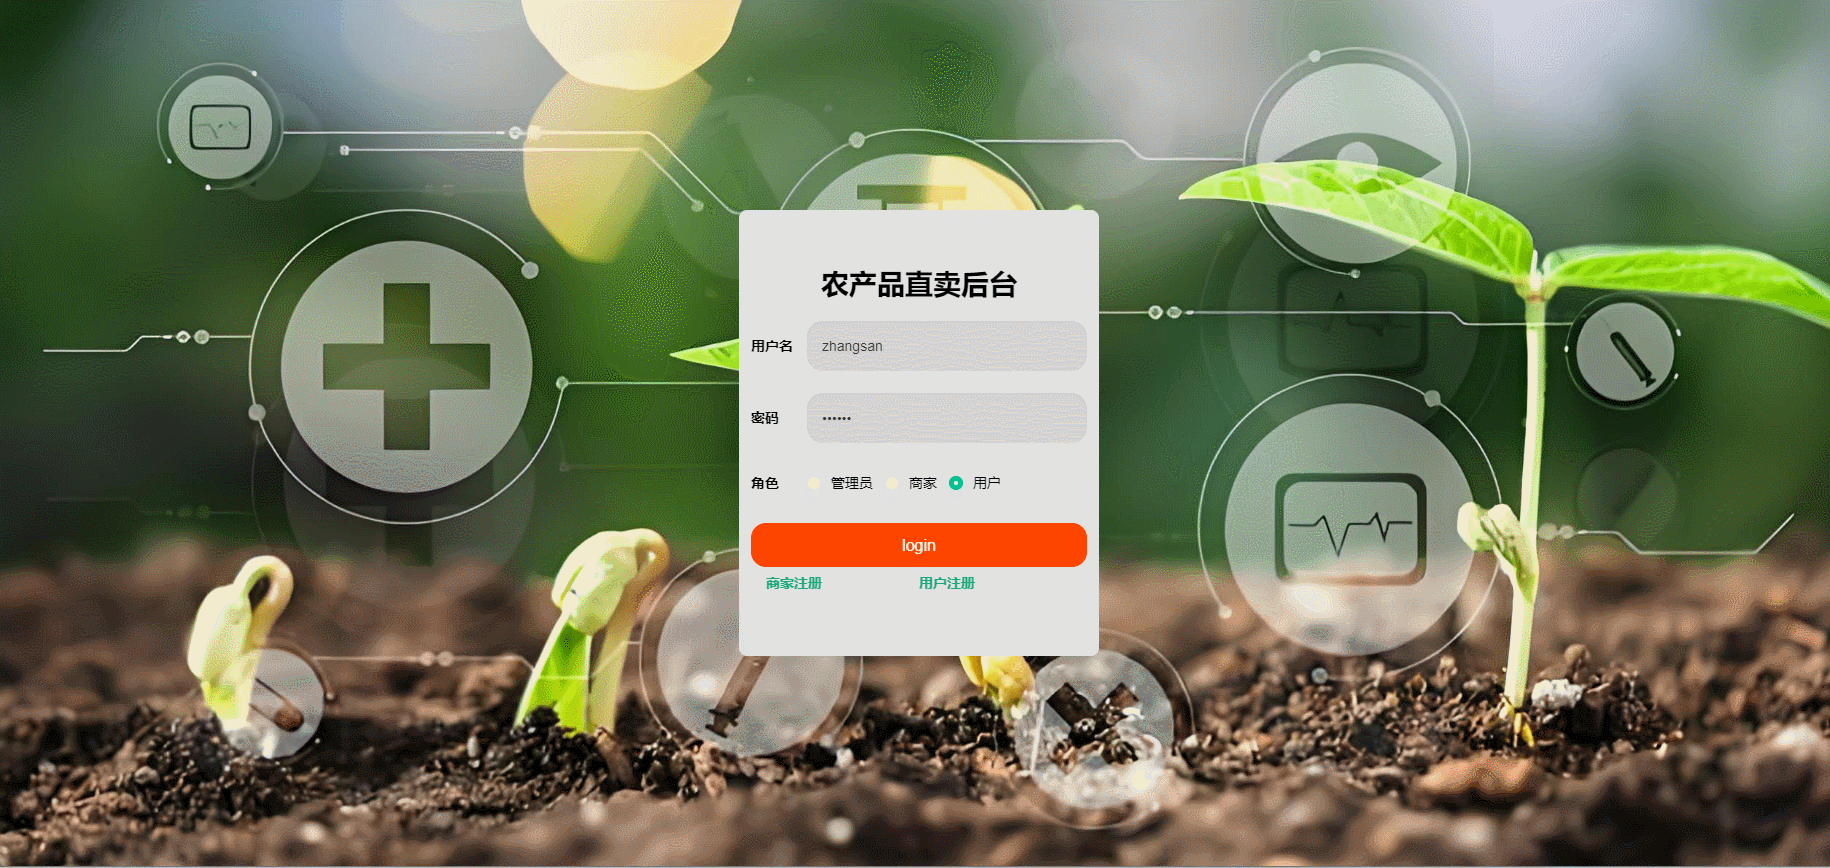 农产品直卖后台
用户名 zhangsan
密码 ••••••
角色 管理员 商家 用户
login
商家注册 用户注册